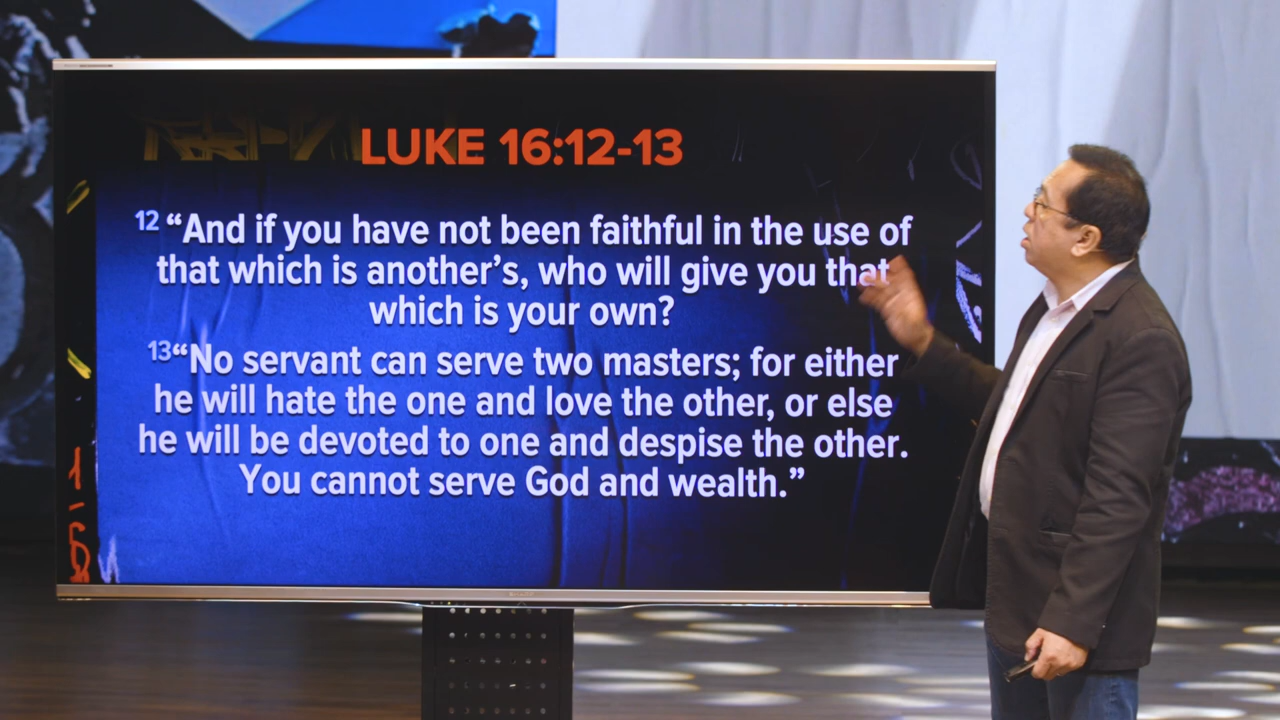 LUKE 16:12-13
12 “And if you have not been faithful in the use of
that which is another’s, who will give you that
which is your own?
13“No servant can serve two masters; for either
he will hate the one and love the other, or else
he will be devoted to one and despise the other.
You cannot serve God and wealth.”